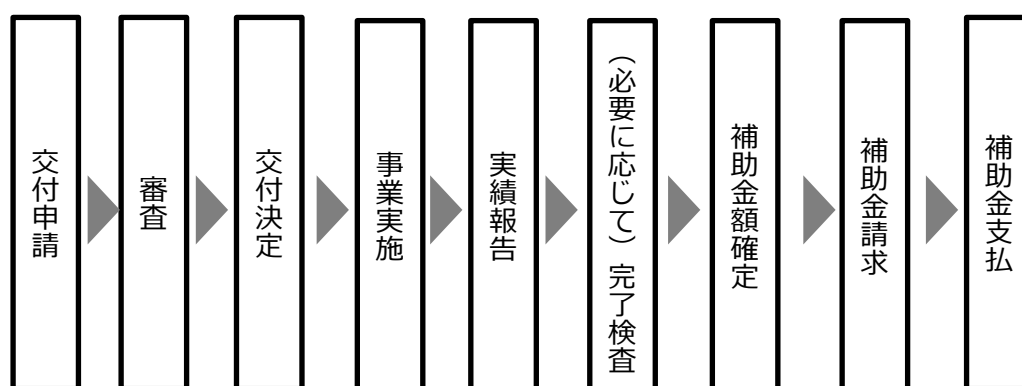 交付申請
審査
交付決定
事業実施
実績報告
（必要に応じて）完了検査
補助金額確定
補助金請求
補助金支払